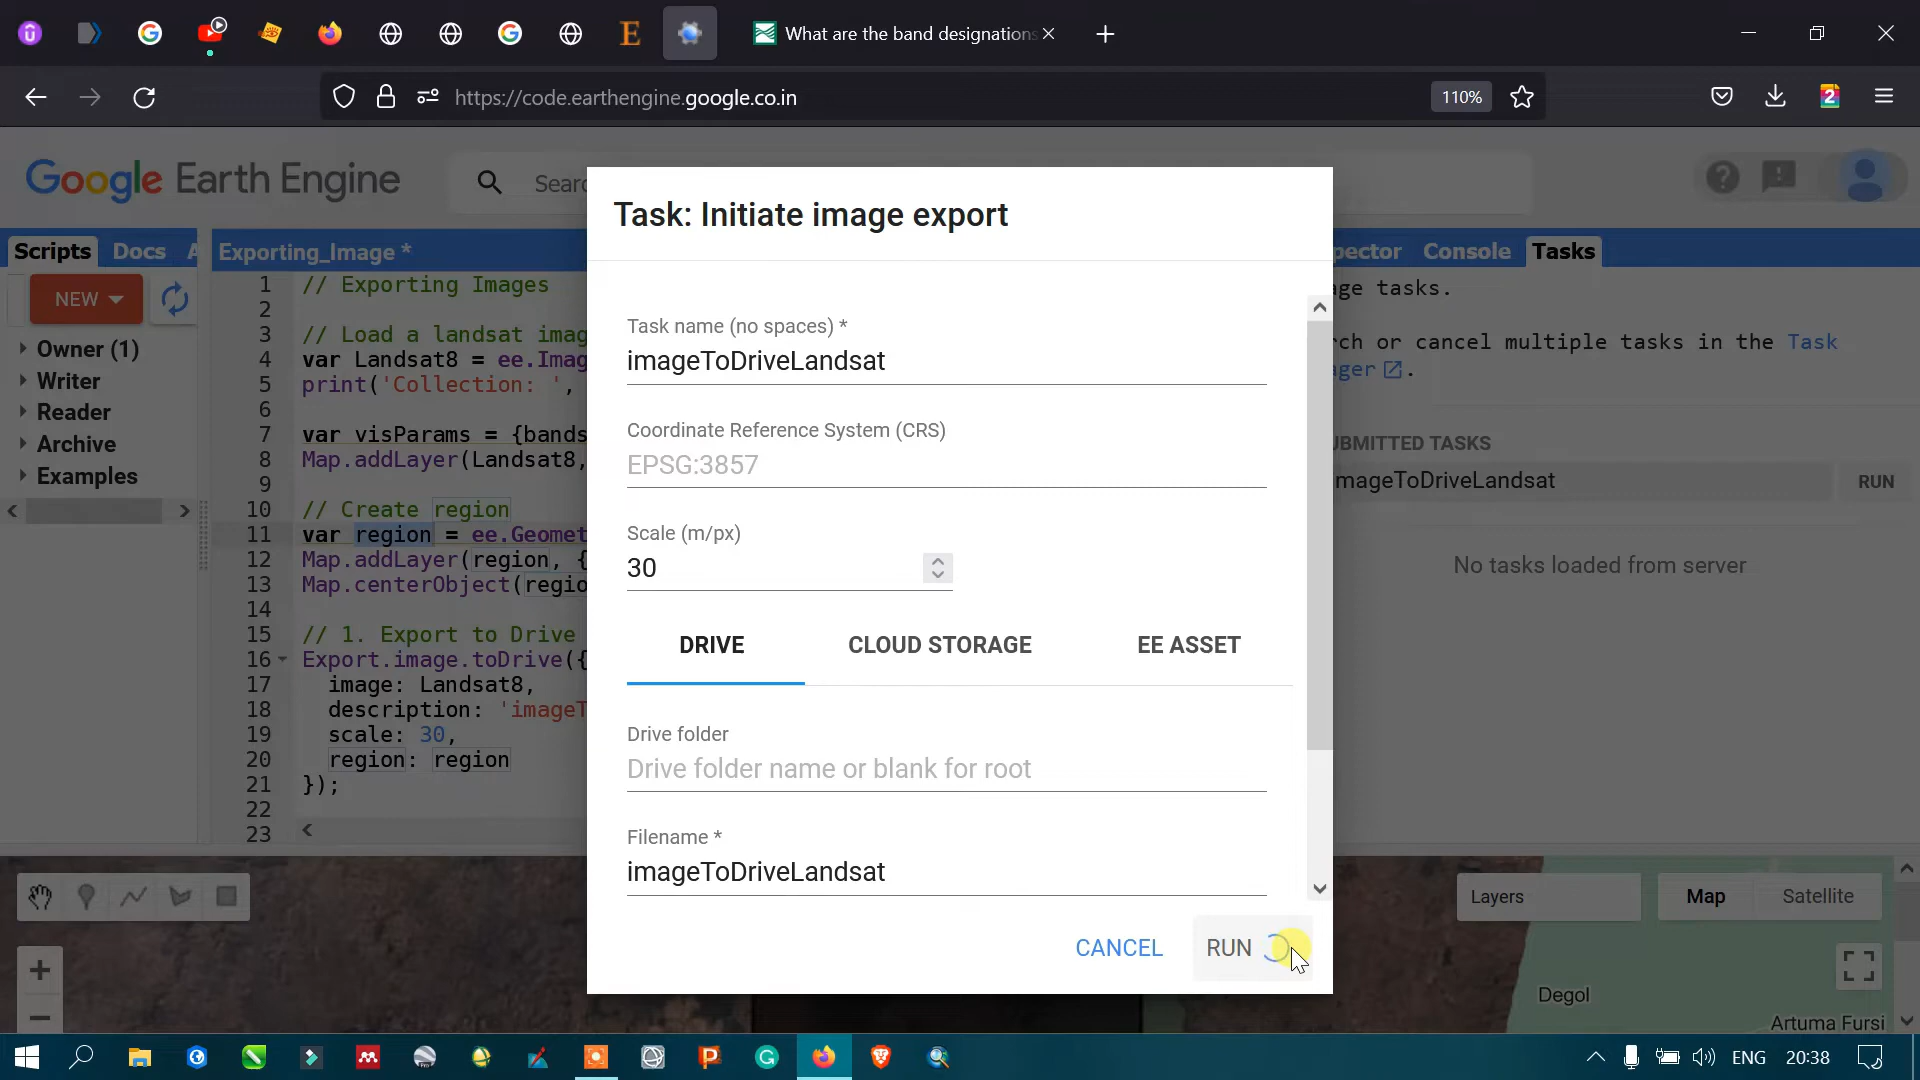 What are the band designations
https://code.earthengine.google.co.in
110%
2
Google Earth Engine
Searc
Scripts
Docs
A
Exporting_Image *
NEW
Owner (1)
Writer
Reader
Archive
Examples
1 // Exporting Images
2
3 // Load a landsat imag
4 var Landsat8 = ee.Imag
5 print('Collection: ',
6
7 var visParams = {bands
8 Map.addLayer(Landsat8,
9
10 // Create region
11 var region = ee.Geomet
12 Map.addLayer(region, {
13 Map.centerObject(regio
14
15 // 1. Export to Drive
16 Export.image.toDrive({
17 image: Landsat8,
18 description: 'imageT
19 scale: 30,
20 region: region
21 });
22
23
Task: Initiate image export
Task name (no spaces) *
imageToDriveLandsat
Coordinate Reference System (CRS)
EPSG:3857
Scale (m/px)
30
DRIVE
CLOUD STORAGE
EE ASSET
Drive folder
Drive folder name or blank for root
Filename *
imageToDriveLandsat
CANCEL
RUN
pector
Console
Tasks
ge tasks.
rch or cancel multiple tasks in the Task
ager
UBMITTED TASKS
mageToDriveLandsat
RUN
No tasks loaded from server
Layers
Map
Satellite
Degol
Artuma Fursi
ENG
20:38